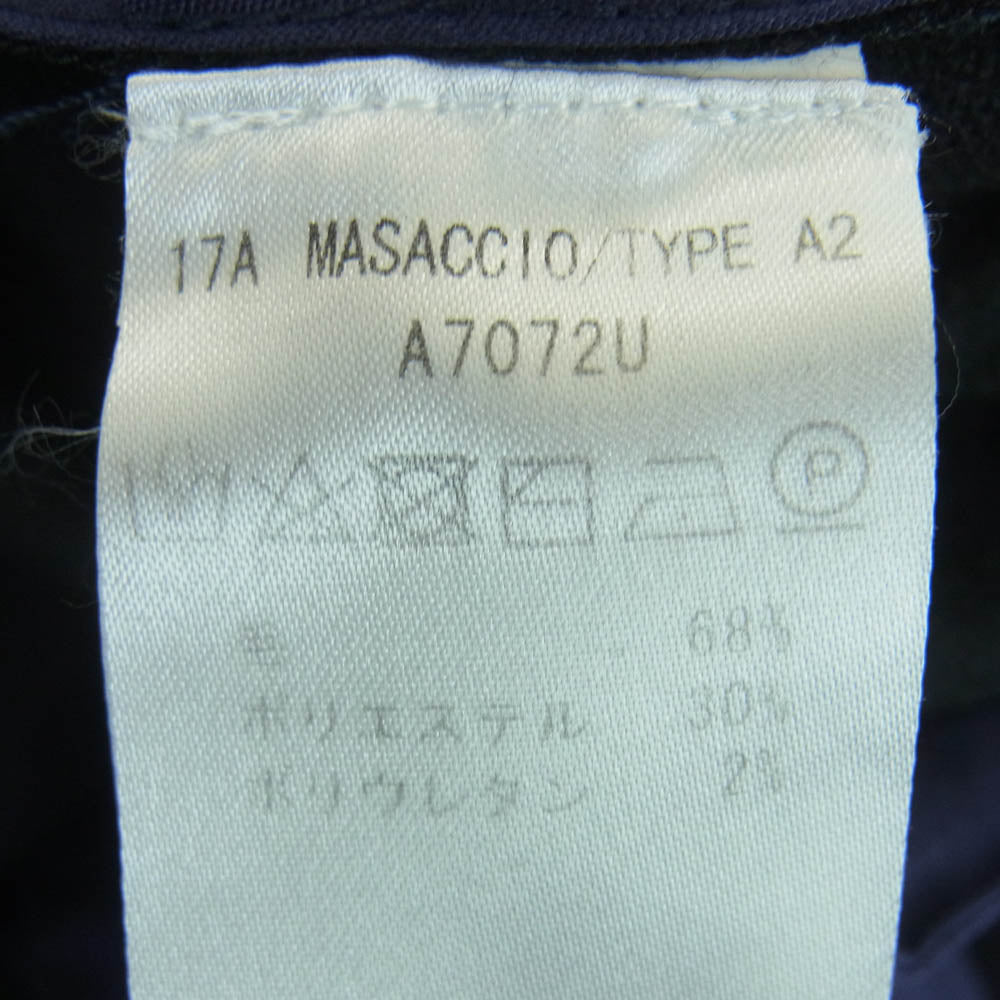 17A MASACCIO/TYPE A2
A7072U
P
毛 68%
ポリエステル 30%
ポリウレタン 2%